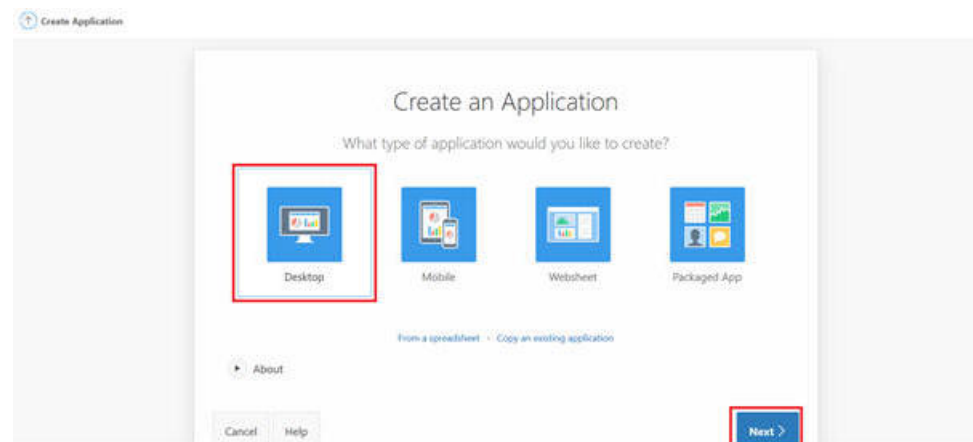 Create Application
Create an Application
What type of application would you like to create?
Desktop Mobile Websheet Packaged App
From a spreadsheet · Copy an existing application
About
Cancel Help Next